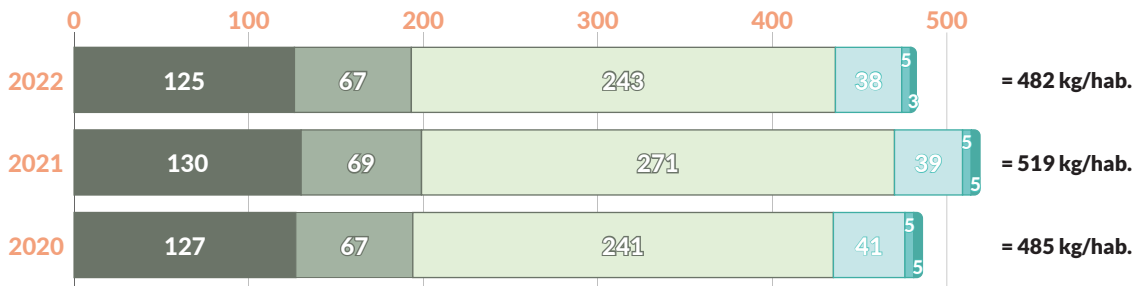 0 100 200 300 400 500
2022 125 67 243 38 5 3 = 482 kg/hab.
2021 130 69 271 39 5 5 = 519 kg/hab.
2020 127 67 241 41 5 5 = 485 kg/hab.